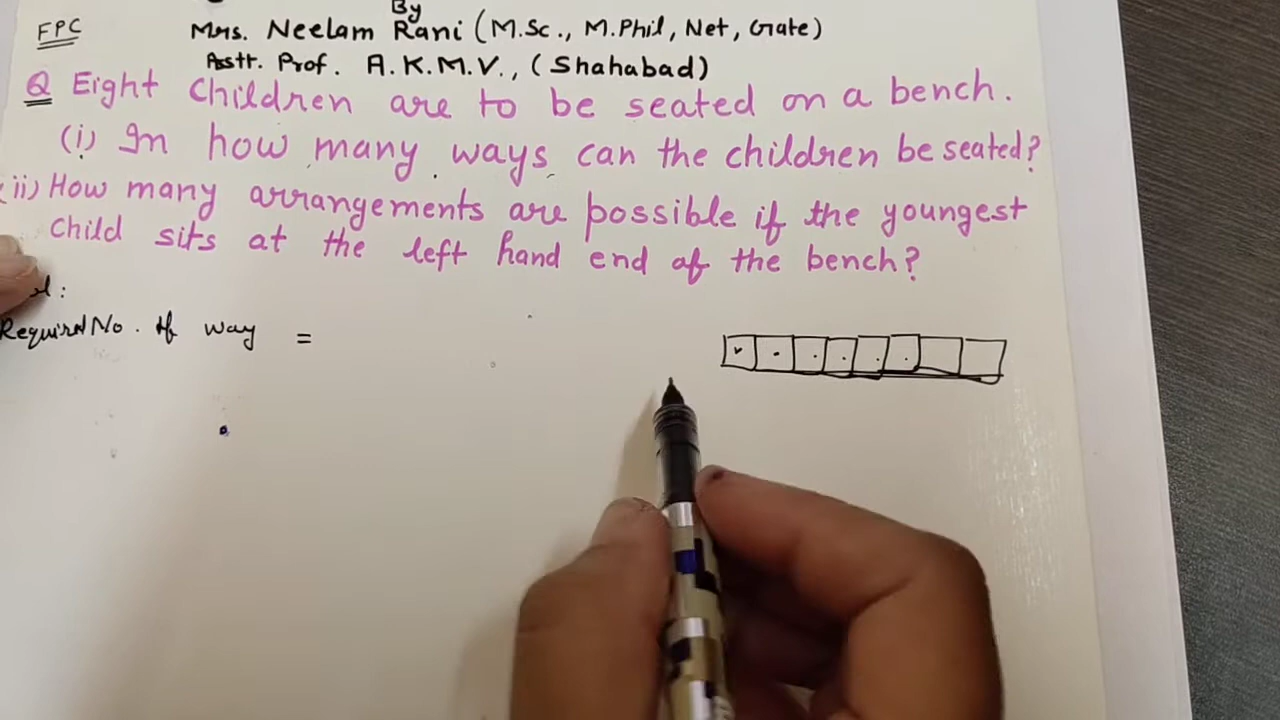 By
FPC
Mrs. Neelam Rani (M.Sc., M.Phil, Net, Gate)
Asstt. Prof. A.K.M.V., (Shahabad)
Q Eight Children are to be seated on a bench.
(i) In how many ways can the children be seated?
(ii) How many arrangements are possible if the youngest
Child sits at the left hand end of the bench?
Required No. of way =